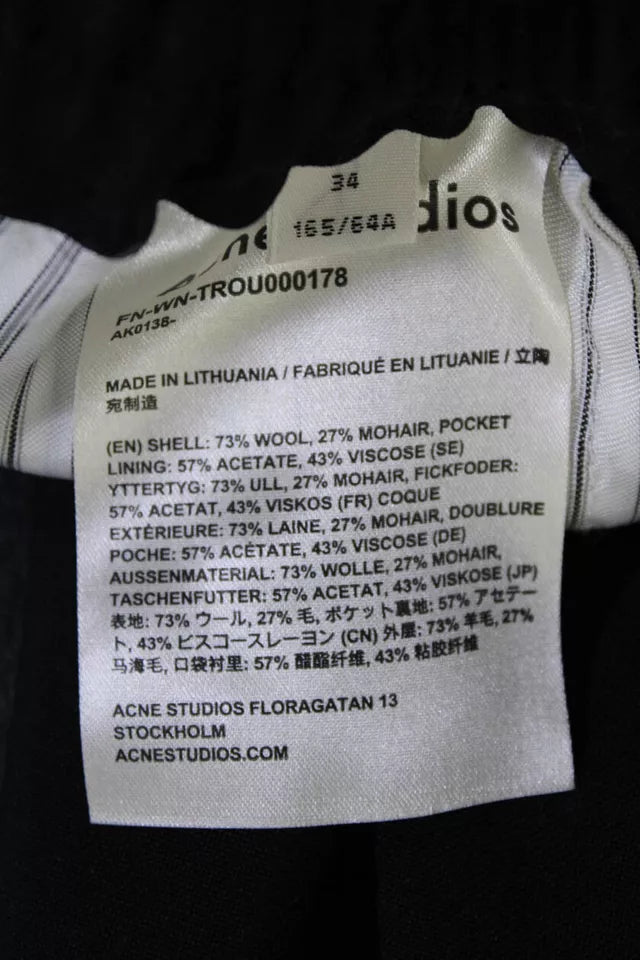 34
165/64A
Acne Studios
FN-WN-TROU000178
AK0138-
MADE IN LITHUANIA / FABRIQUÉ EN LITUANIE / 立陶
宛制造
(EN) SHELL: 73% WOOL, 27% MOHAIR, POCKET
LINING: 57% ACETATE, 43% VISCOSE (SE)
YTTERTYG: 73% ULL, 27% MOHAIR, FICKFODER:
57% ACETAT, 43% VISKOS (FR) COQUE
EXTÉRIEURE: 73% LAINE, 27% MOHAIR, DOUBLURE
POCHE: 57% ACÉTATE, 43% VISCOSE (DE)
AUSSENMATERIAL: 73% WOLLE, 27% MOHAIR,
TASCHENFUTTER: 57% ACETAT, 43% VISKOSE (JP)
表地: 73% ウール, 27% 毛, ポケット裏地: 57% アセテー
ト, 43% ビスコースレーヨン (CN) 外屋: 73% 羊毛, 27%
马海毛, 口袋衬里: 57% 醋酯纤维, 43% 粘胶纤维
ACNE STUDIOS FLORAGATAN 13
STOCKHOLM
ACNESTUDIOS.COM